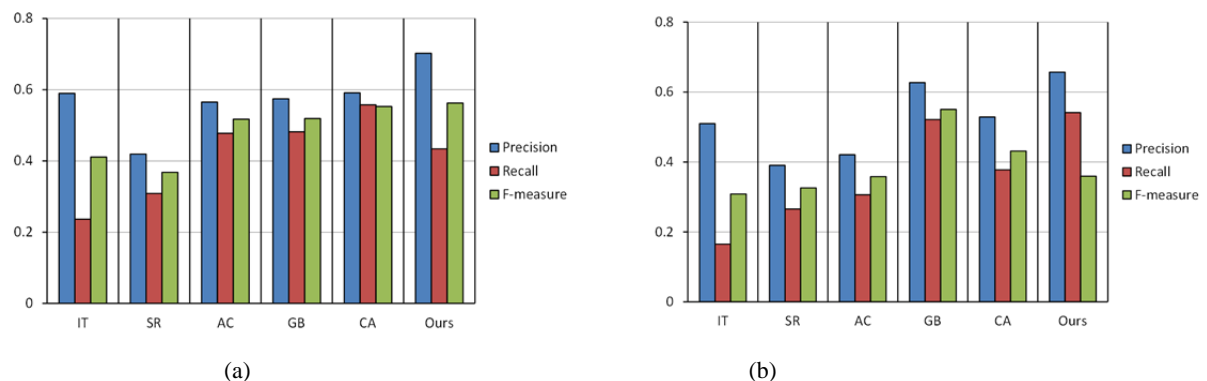 0.8
0.6
0.4
0.2
0
IT SR AC GB CA Ours
Precision
Recall
F-measure
(a)
0.8
0.6
0.4
0.2
0
IT SR AC GB CA Ours
Precision
Recall
F-measure
(b)